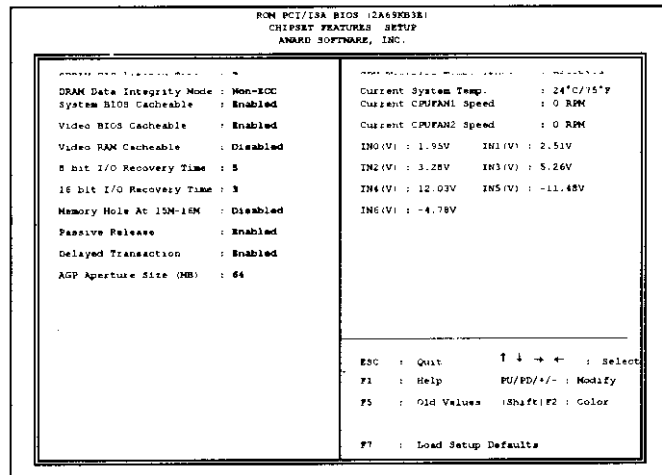 ROM PCI/ISA BIOS (2A69KB3E)
CHIPSET FEATURES SETUP
AWARD SOFTWARE, INC.
DRAM Data Integrity Mode : Non-ECC
System BIOS Cacheable : Enabled
Video BIOS Cacheable : Enabled
Video RAM Cacheable : Disabled
8 bit I/O Recovery Time : 5
16 bit I/O Recovery Time : 3
Memory Hole At 15M-16M : Disabled
Passive Release : Enabled
Delayed Transaction : Enabled
AGP Aperture Size (MB) : 64
Current System Temp. : 24°C/75°F
Current CPUFAN1 Speed : 0 RPM
Current CPUFAN2 Speed : 0 RPM
IN0(V) : 1.95V IN1(V) : 2.51V
IN2(V) : 3.28V IN3(V) : 5.26V
IN4(V) : 12.03V IN5(V) : -11.48V
IN6(V) : -4.78V
ESC : Quit ↑ ↓ → ← : Select
F1 : Help PU/PD/+/- : Modify
F5 : Old Values (Shift)F2 : Color
F7 : Load Setup Defaults